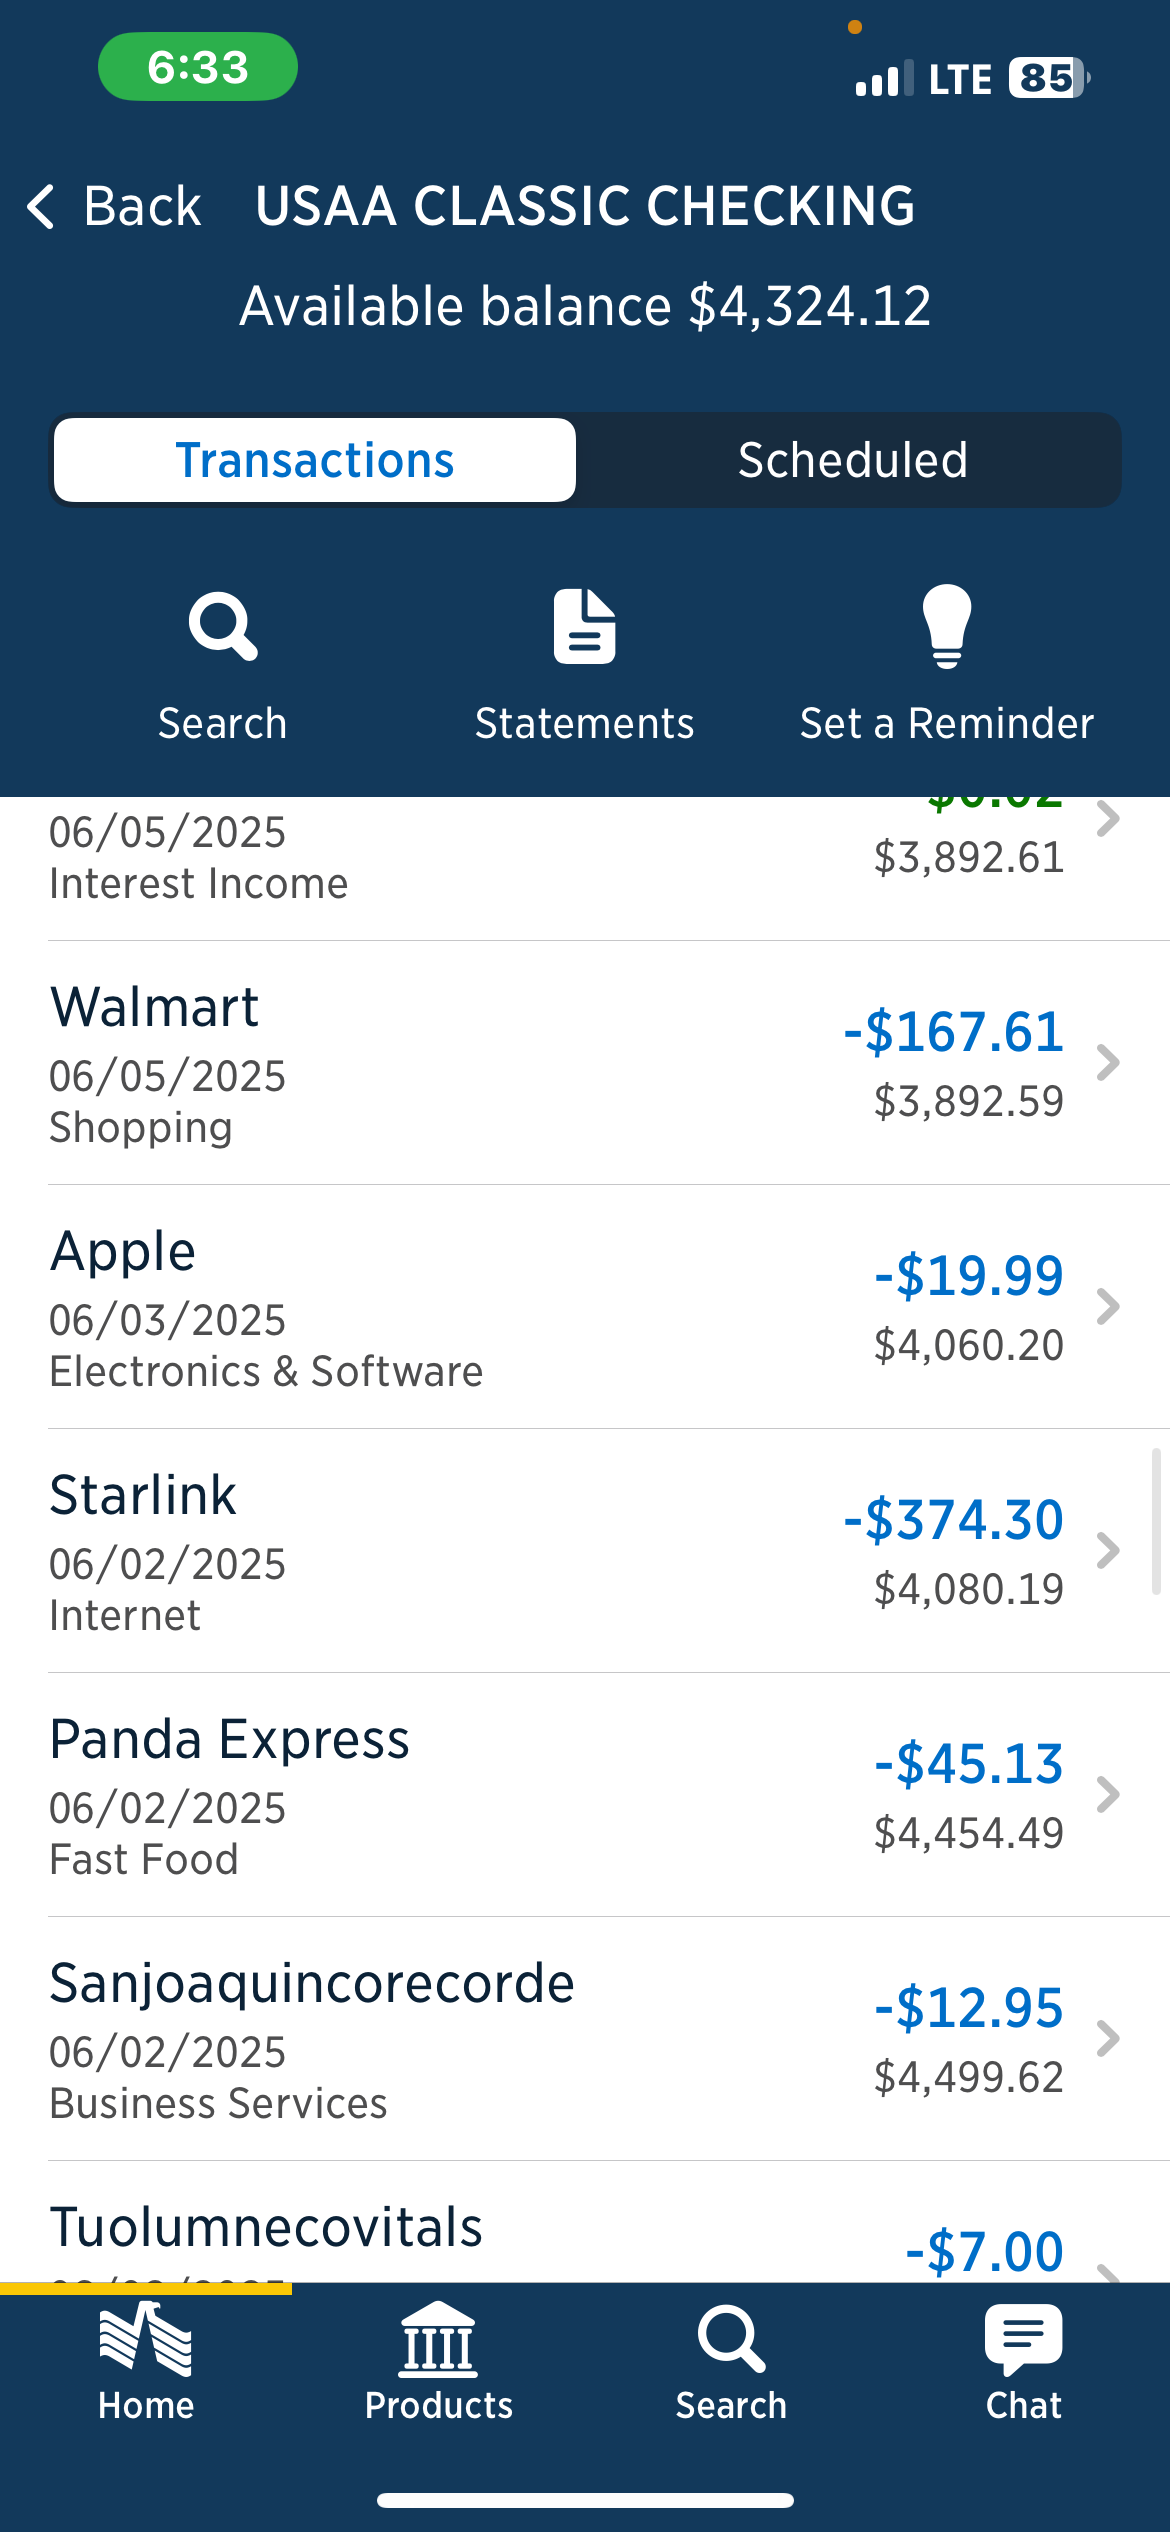 6:33
LTE 85
Back USAA CLASSIC CHECKING
Available balance $4,324.12
Transactions Scheduled
Search Statements Set a Reminder
$0.02
06/05/2025
$3,892.61
Interest Income
Walmart
-$167.61
06/05/2025
$3,892.59
Shopping
Apple
-$19.99
06/03/2025
$4,060.20
Electronics & Software
Starlink
-$374.30
06/02/2025
$4,080.19
Internet
Panda Express
-$45.13
06/02/2025
$4,454.49
Fast Food
Sanjoaquincorecorde
-$12.95
06/02/2025
$4,499.62
Business Services
Tuolumnecovitals
-$7.00
Home Products Search Chat